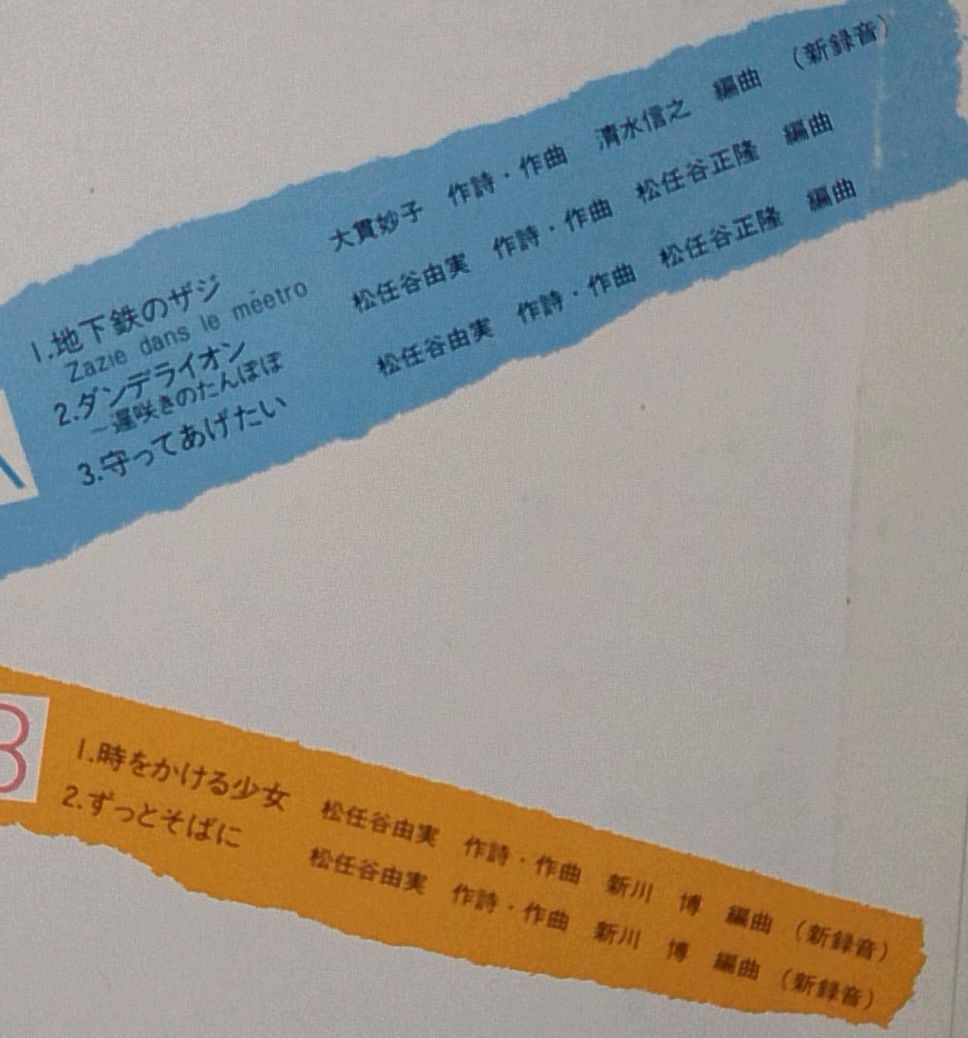 A
1.地下鉄のザジ 大貫妙子 作詩・作曲 清水信之 編曲 (新録音)
Zazie dans le méetro
2.ダンデライオン 松任谷由実 作詩・作曲 松任谷正隆 編曲
〜遅咲きのたんぽぽ
3.守ってあげたい 松任谷由実 作詩・作曲 松任谷正隆 編曲
B
1.時をかける少女 松任谷由実 作詩・作曲 新川 博 編曲 (新録音)
2.ずっとそばに 松任谷由実 作詩・作曲 新川 博 編曲 (新録音)